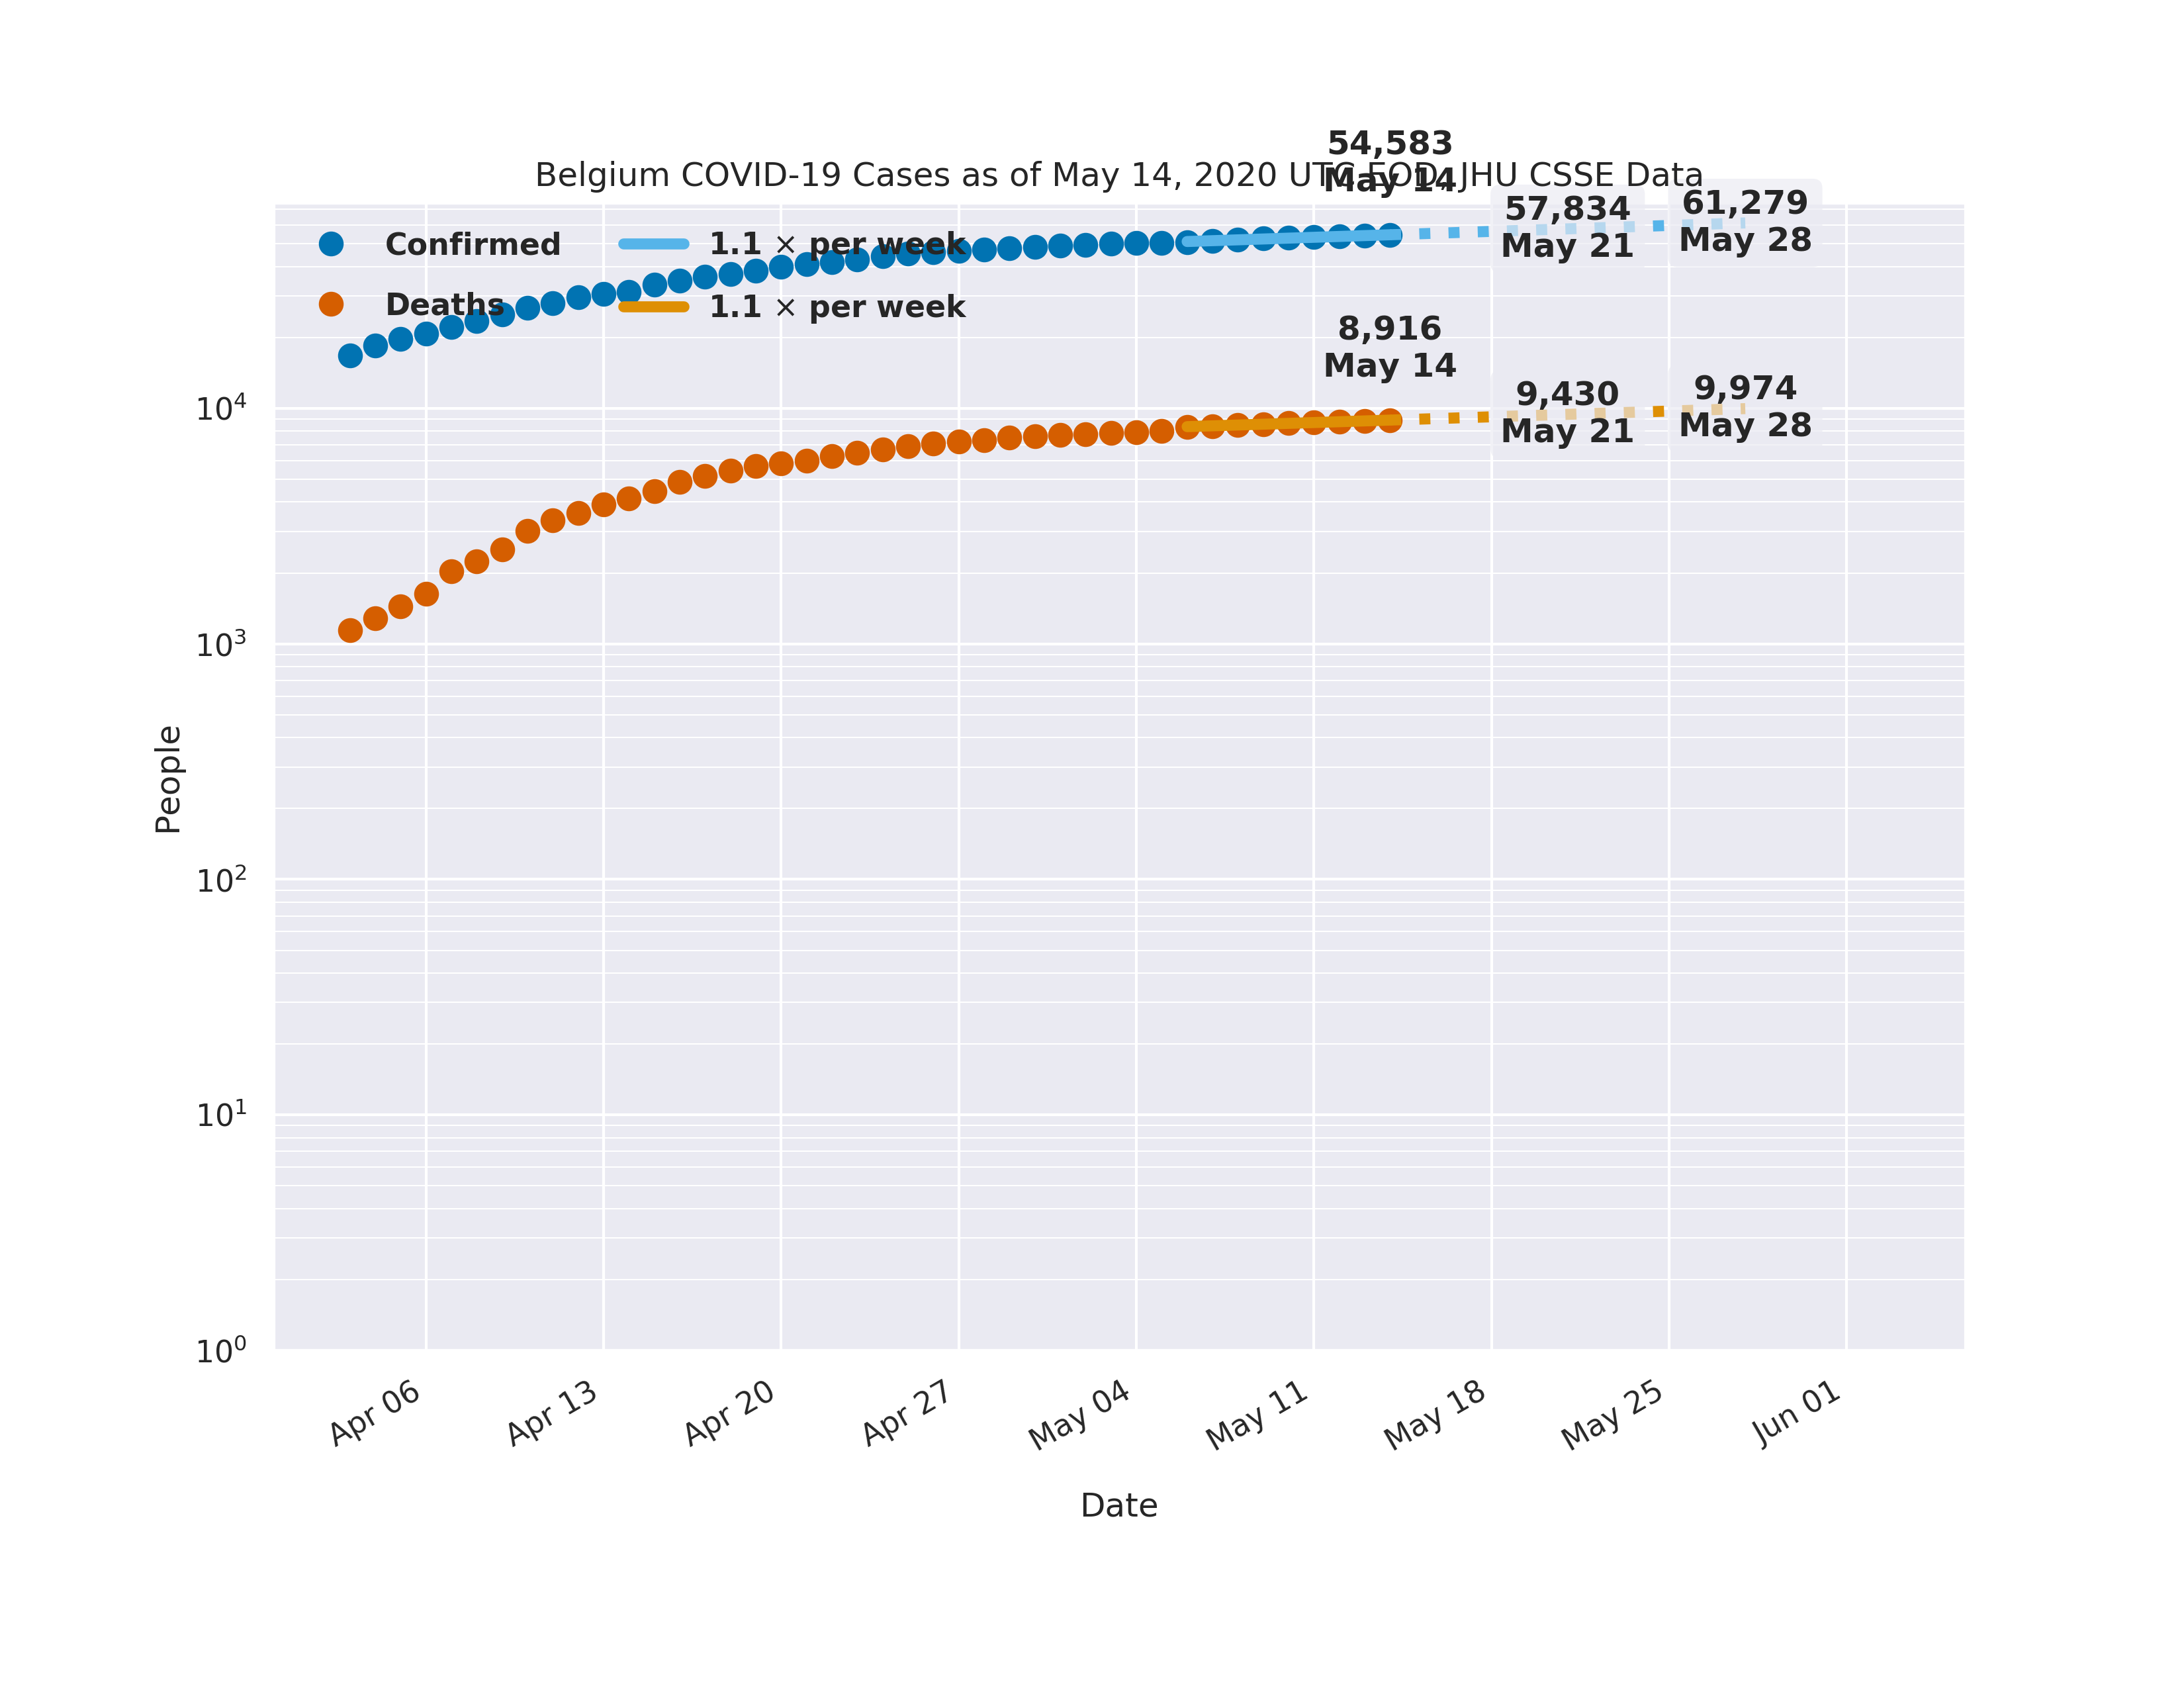 54,583
May 14
Belgium COVID-19 Cases as of May 14, 2020 UTC EOD, JHU CSSE Data
57,834
May 21
61,279
May 28
Confirmed
1.1 × per week
Deaths
1.1 × per week
8,916
May 14
9,430
May 21
9,974
May 28
People
10⁴
10³
10²
10¹
10⁰
Apr 06
Apr 13
Apr 20
Apr 27
May 04
May 11
May 18
May 25
Jun 01
Date